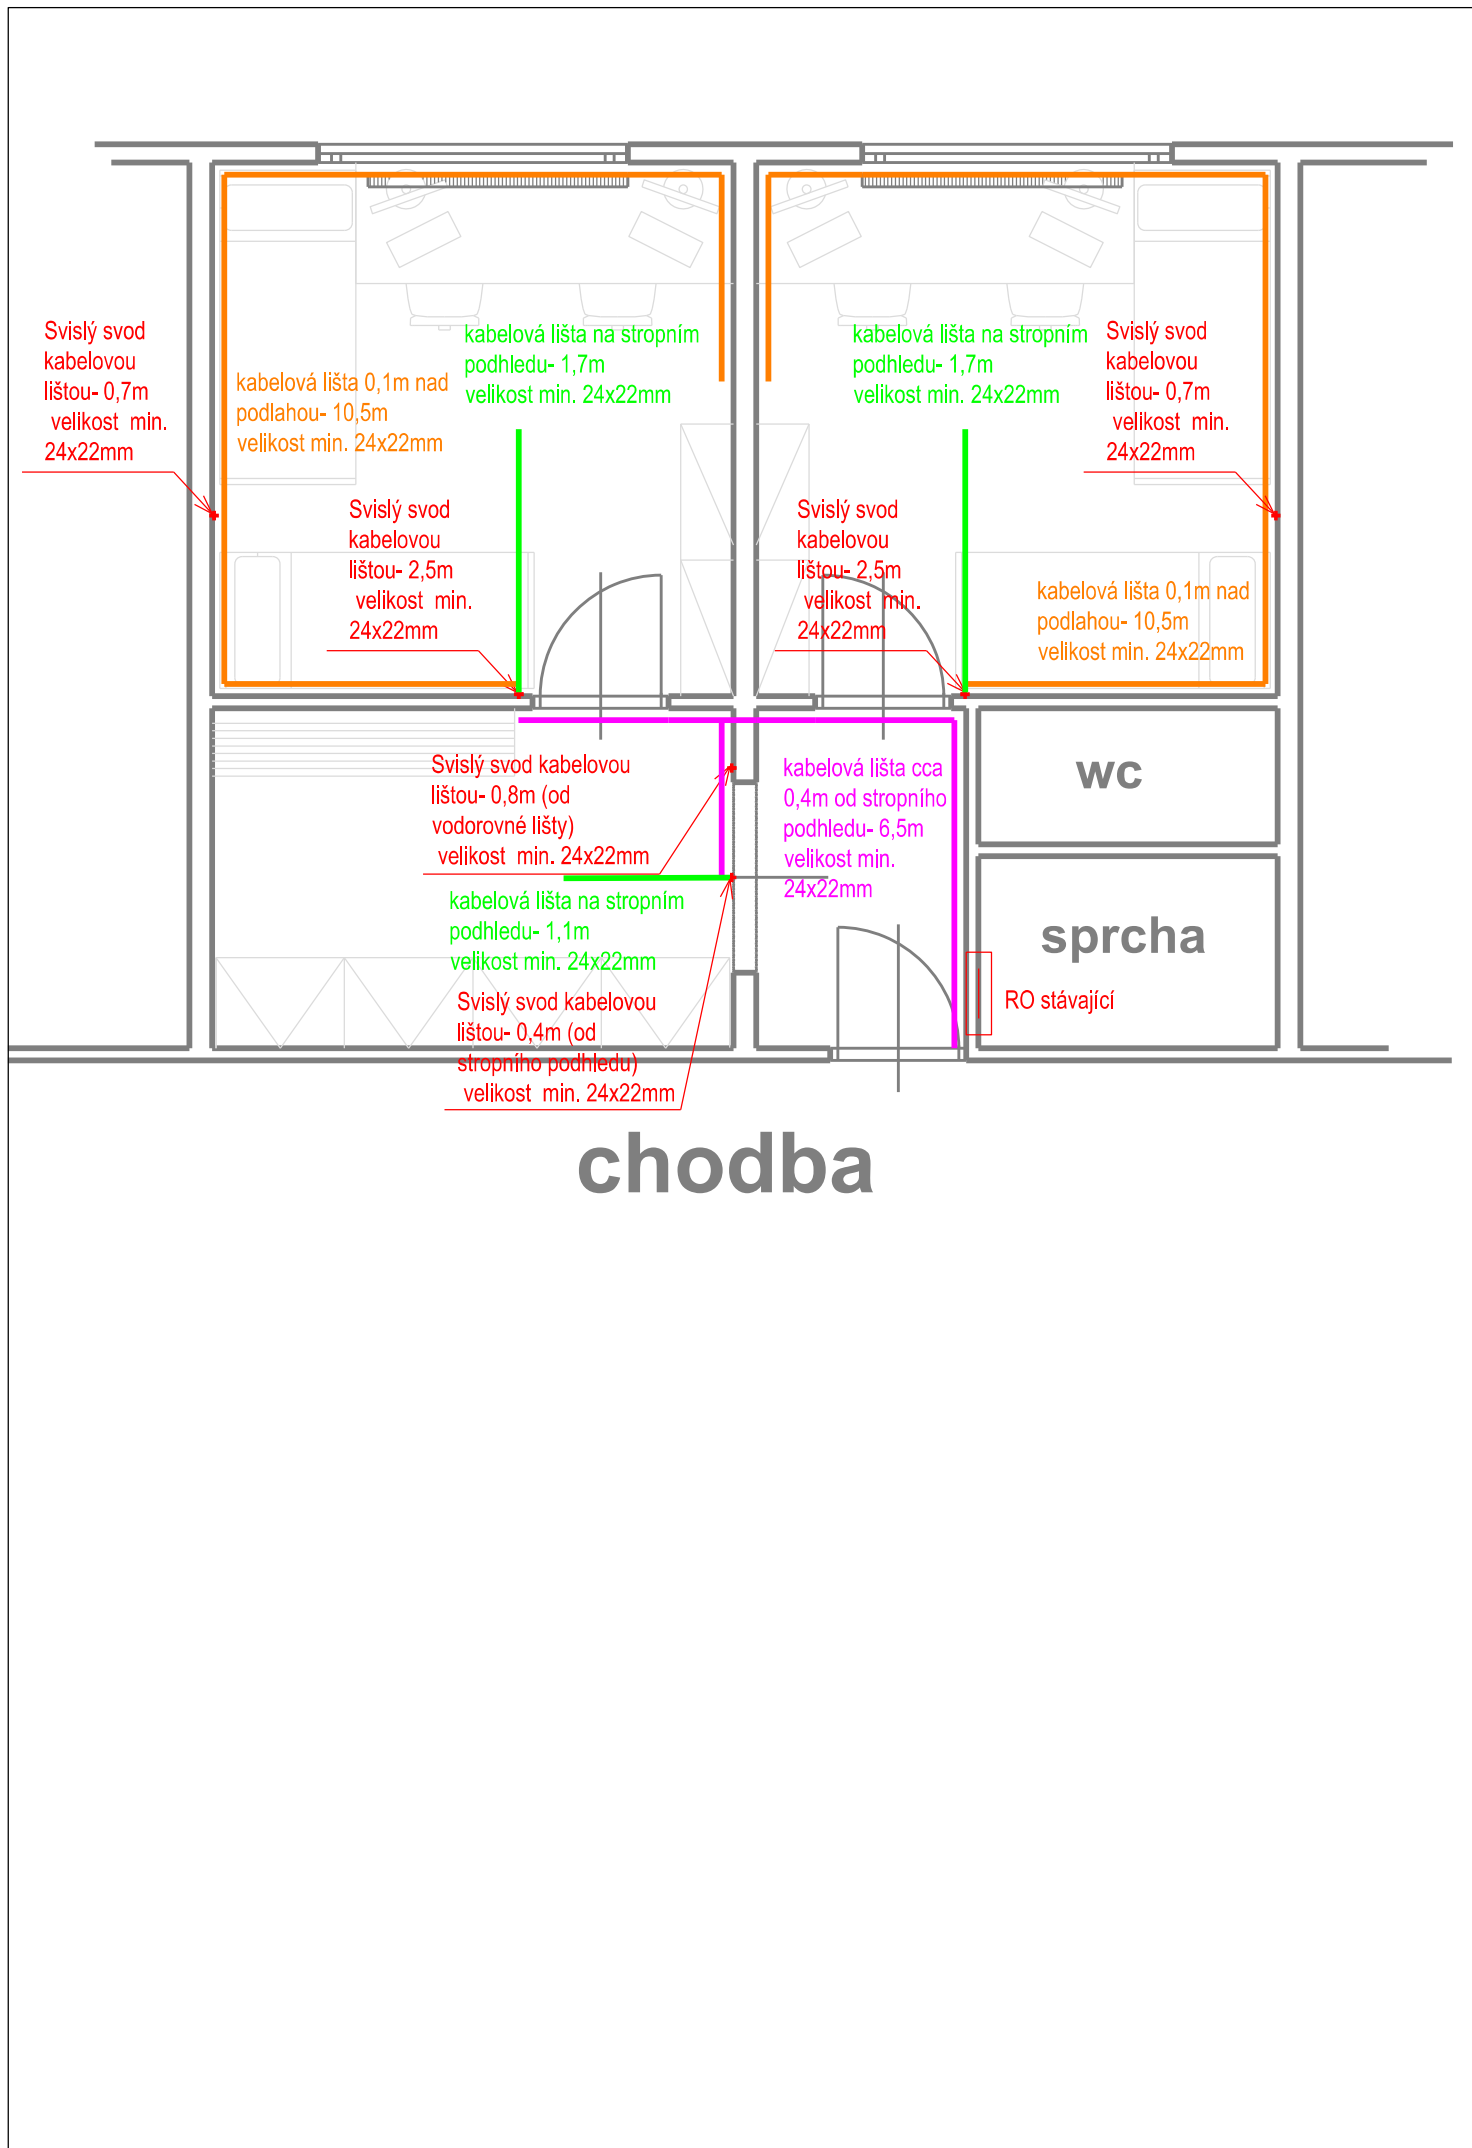 Svislý svod
kabelovou
lištou- 0,7m
velikost min.
24x22mm
kabelová lišta 0,1m nad
podlahou- 10,5m
velikost min. 24x22mm
kabelová lišta na stropním
podhledu- 1,7m
velikost min. 24x22mm
Svislý svod
kabelovou
lištou- 2,5m
velikost min.
24x22mm
kabelová lišta na stropním
podhledu- 1,7m
velikost min. 24x22mm
Svislý svod
kabelovou
lištou- 0,7m
velikost min.
24x22mm
Svislý svod
kabelovou
lištou- 2,5m
velikost min.
24x22mm
kabelová lišta 0,1m nad
podlahou- 10,5m
velikost min. 24x22mm
Svislý svod kabelovou
lištou- 0,8m (od
vodorovné lišty)
velikost min. 24x22mm
kabelová lišta cca
0,4m od stropního
podhledu- 6,5m
velikost min.
24x22mm
wc
kabelová lišta na stropním
podhledu- 1,1m
velikost min. 24x22mm
sprcha
Svislý svod kabelovou
lištou- 0,4m (od
stropního podhledu)
velikost min. 24x22mm
RO stávající
chodba